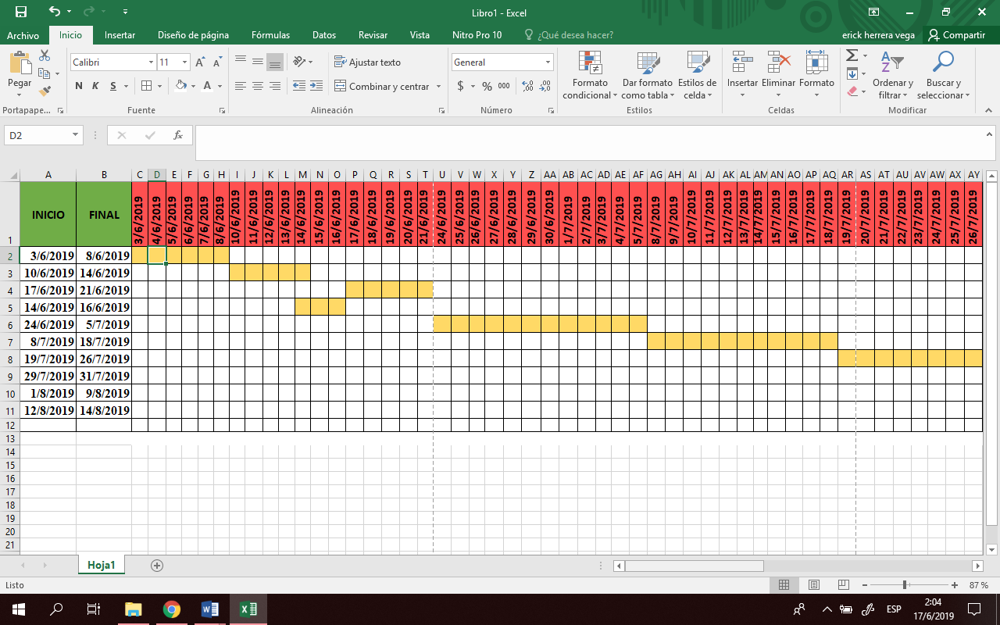 Libro1 - Excel
Archivo Inicio Insertar Diseño de página Fórmulas Datos Revisar Vista Nitro Pro 10 ¿Qué desea hacer? erick herrera vega Compartir
Pegar
Calibri 11
N K S
A A
A
Ajustar texto
Combinar y centrar
General
$ % 000
Formato condicional
Dar formato como tabla
Estilos de celda
Insertar Eliminar Formato
Ordenar y filtrar
Buscar y seleccionar
Portapape... Fuente Alineación Número Estilos Celdas Modificar
D2 fx
A B C D E F G H I J K L M N O P Q R S T U V W X Y Z AA AB AC AD AE AF AG AH AI AJ AK AL AM AN AO AP AQ AR AS AT AU AV AW AX AY
1 INICIO FINAL 3/6/2019 4/6/2019 5/6/2019 6/6/2019 7/6/2019 8/6/2019 10/6/2019 11/6/2019 12/6/2019 13/6/2019 14/6/2019 15/6/2019 16/6/2019 17/6/2019 18/6/2019 19/6/2019 20/6/2019 21/6/2019 24/6/2019 25/6/2019 26/6/2019 27/6/2019 28/6/2019 29/6/2019 30/6/2019 1/7/2019 2/7/2019 3/7/2019 4/7/2019 5/7/2019 8/7/2019 9/7/2019 10/7/2019 11/7/2019 12/7/2019 13/7/2019 14/7/2019 15/7/2019 16/7/2019 17/7/2019 18/7/2019 19/7/2019 20/7/2019 21/7/2019 22/7/2019 23/7/2019 24/7/2019 25/7/2019 26/7/2019
2 3/6/2019 8/6/2019
3 10/6/2019 14/6/2019
4 17/6/2019 21/6/2019
5 14/6/2019 16/6/2019
6 24/6/2019 5/7/2019
7 8/7/2019 18/7/2019
8 19/7/2019 26/7/2019
9 29/7/2019 31/7/2019
10 1/8/2019 9/8/2019
11 12/8/2019 14/8/2019
12
13
14
15
16
17
18
19
20
21
Hoja1
Listo 87 %
ESP 2:04
17/6/2019